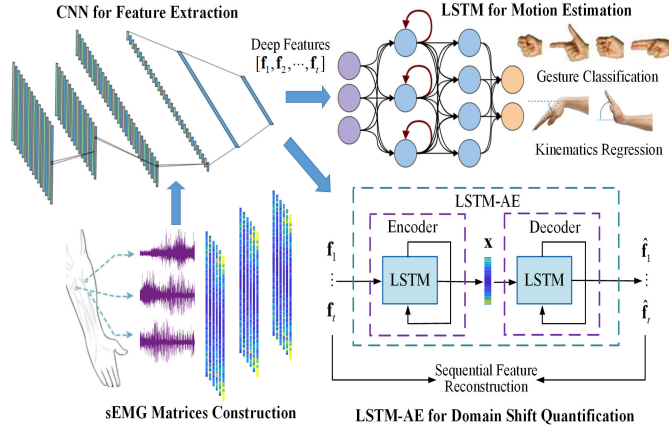 CNN for Feature Extraction
LSTM for Motion Estimation
Deep Features
[f₁,f₂,···,fₜ]
Gesture Classification
Kinematics Regression
LSTM-AE
Encoder
x
Decoder
f₁
⋮
fₜ
LSTM
LSTM
f̂₁
⋮
f̂ₜ
Sequential Feature
Reconstruction
sEMG Matrices Construction
LSTM-AE for Domain Shift Quantification